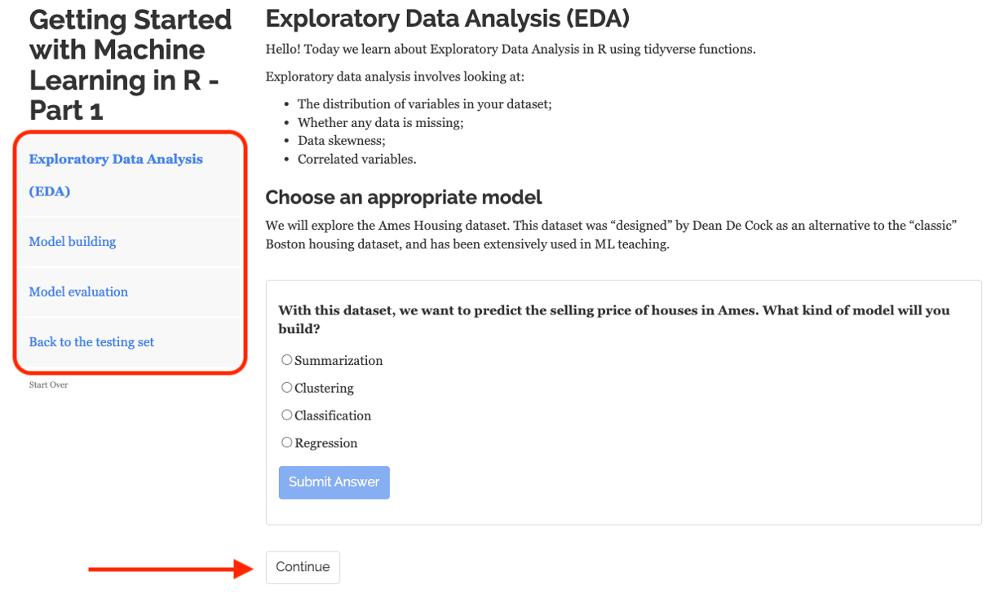 Getting Started
with Machine
Learning in R -
Part 1
Exploratory Data Analysis
(EDA)
Model building
Model evaluation
Back to the testing set
Start Over
Exploratory Data Analysis (EDA)
Hello! Today we learn about Exploratory Data Analysis in R using tidyverse functions.
Exploratory data analysis involves looking at:
• The distribution of variables in your dataset;
• Whether any data is missing;
• Data skewness;
• Correlated variables.
Choose an appropriate model
We will explore the Ames Housing dataset. This dataset was “designed” by Dean De Cock as an alternative to the “classic”
Boston housing dataset, and has been extensively used in ML teaching.
With this dataset, we want to predict the selling price of houses in Ames. What kind of model will you
build?
Summarization
Clustering
Classification
Regression
Submit Answer
Continue